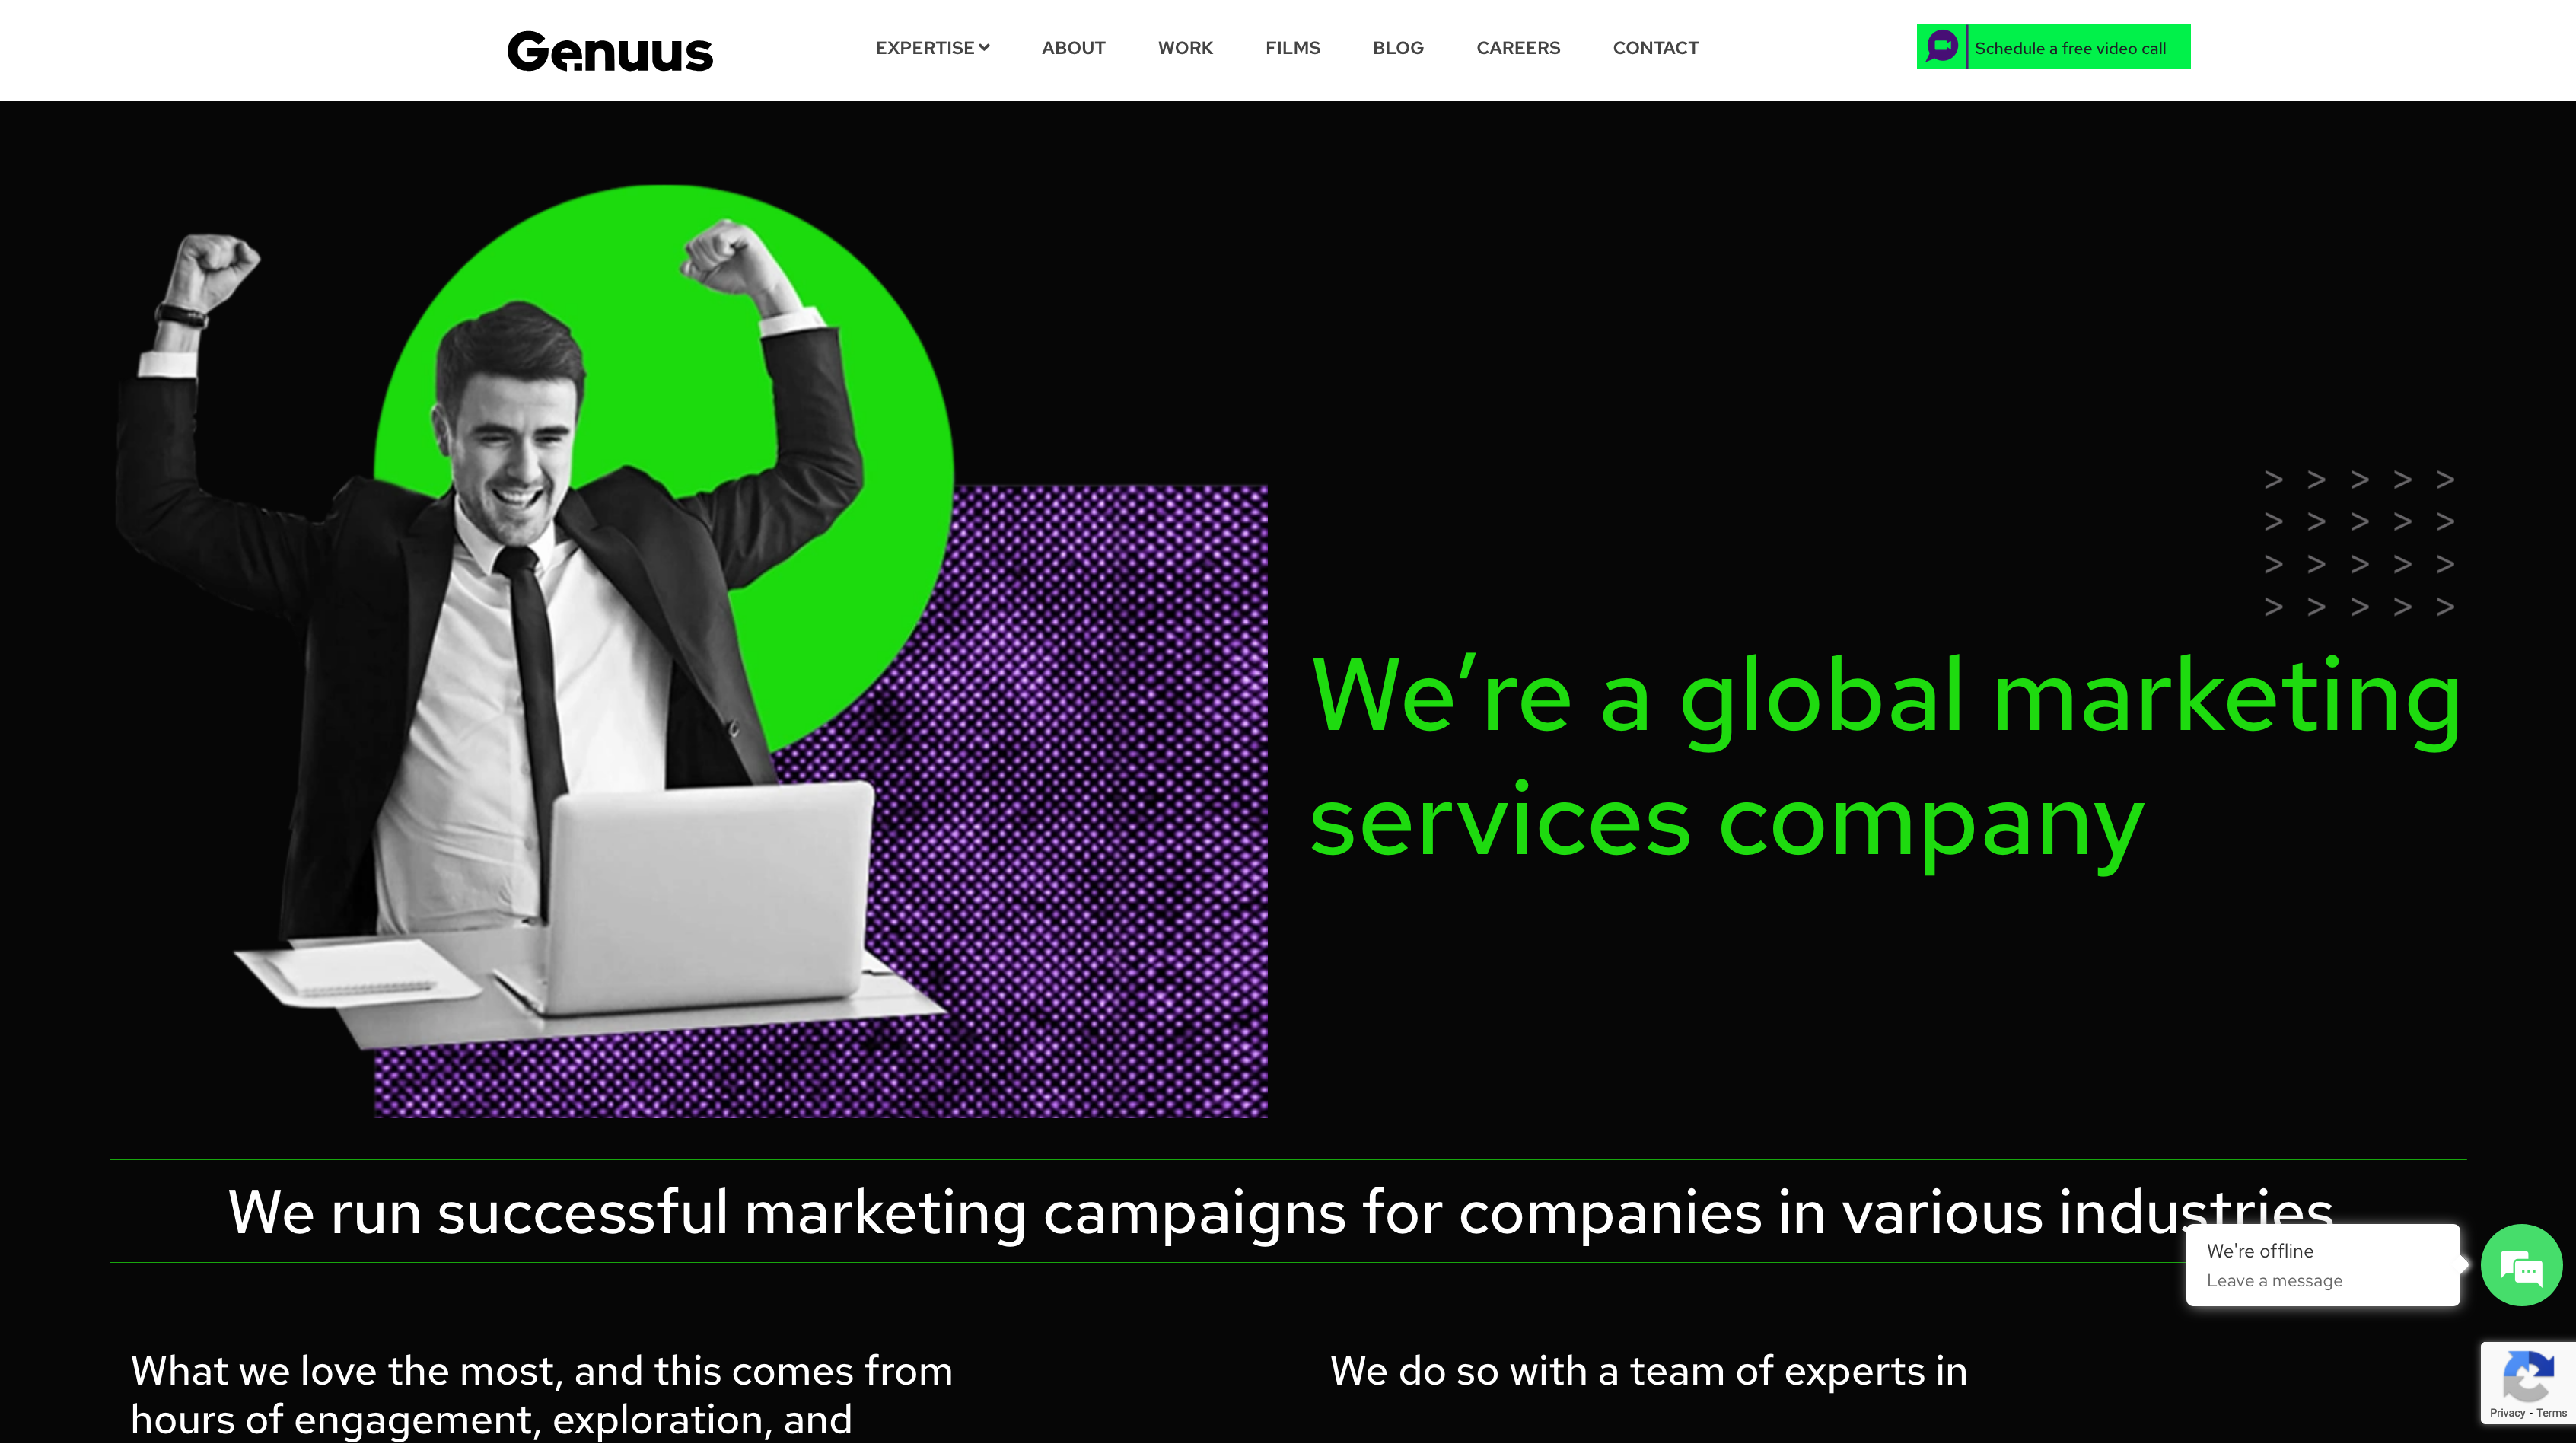 Genuus
EXPERTISE
ABOUT
WORK
FILMS
BLOG
CAREERS
CONTACT
Schedule a free video call
> > > > >
> > > > >
> > > > >
> > > > >
We’re a global marketing
services company
We run successful marketing campaigns for companies in various industries
We're offline
Leave a message
What we love the most, and this comes from
hours of engagement, exploration, and
We do so with a team of experts in
Privacy - Terms